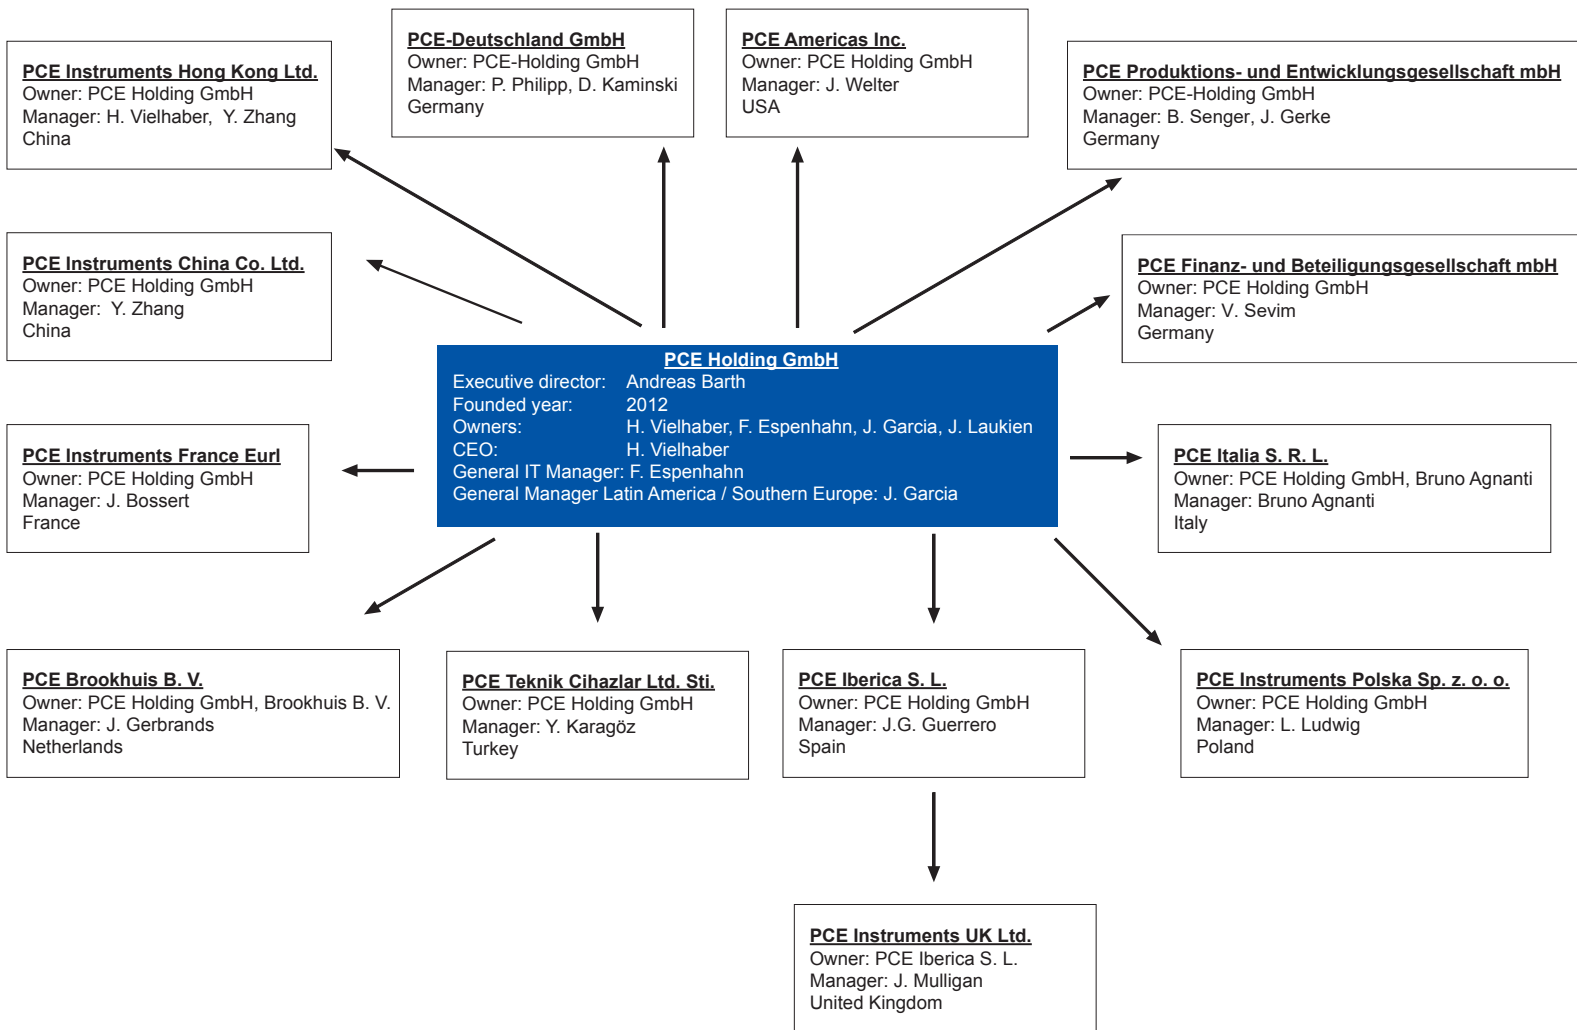 PCE Instruments Hong Kong Ltd.
Owner: PCE Holding GmbH
Manager: H. Vielhaber,  Y. Zhang
China
PCE-Deutschland GmbH
Owner: PCE-Holding GmbH
Manager: P. Philipp, D. Kaminski
Germany
PCE Americas Inc.
Owner: PCE Holding GmbH
Manager: J. Welter
USA
PCE Produktions- und Entwicklungsgesellschaft mbH
Owner: PCE-Holding GmbH
Manager: B. Senger, J. Gerke
Germany
PCE Instruments China Co. Ltd.
Owner: PCE Holding GmbH
Manager:  Y. Zhang
China
PCE Finanz- und Beteiligungsgesellschaft mbH
Owner: PCE Holding GmbH
Manager: V. Sevim
Germany
PCE Holding GmbH
Executive director: Andreas Barth
Founded year: 2012
Owners: H. Vielhaber, F. Espenhahn, J. Garcia, J. Laukien
CEO: H. Vielhaber
General IT Manager: F. Espenhahn
General Manager Latin America / Southern Europe: J. Garcia
PCE Instruments France Eurl
Owner: PCE Holding GmbH
Manager: J. Bossert
France
PCE Italia S. R. L.
Owner: PCE Holding GmbH, Bruno Agnanti
Manager: Bruno Agnanti
Italy
PCE Brookhuis B. V.
Owner: PCE Holding GmbH, Brookhuis B. V.
Manager: J. Gerbrands
Netherlands
PCE Teknik Cihazlar Ltd. Sti.
Owner: PCE Holding GmbH
Manager: Y. Karagöz
Turkey
PCE Iberica S. L.
Owner: PCE Holding GmbH
Manager: J.G. Guerrero
Spain
PCE Instruments Polska Sp. z. o. o.
Owner: PCE Holding GmbH
Manager: L. Ludwig
Poland
PCE Instruments UK Ltd.
Owner: PCE Iberica S. L.
Manager: J. Mulligan
United Kingdom